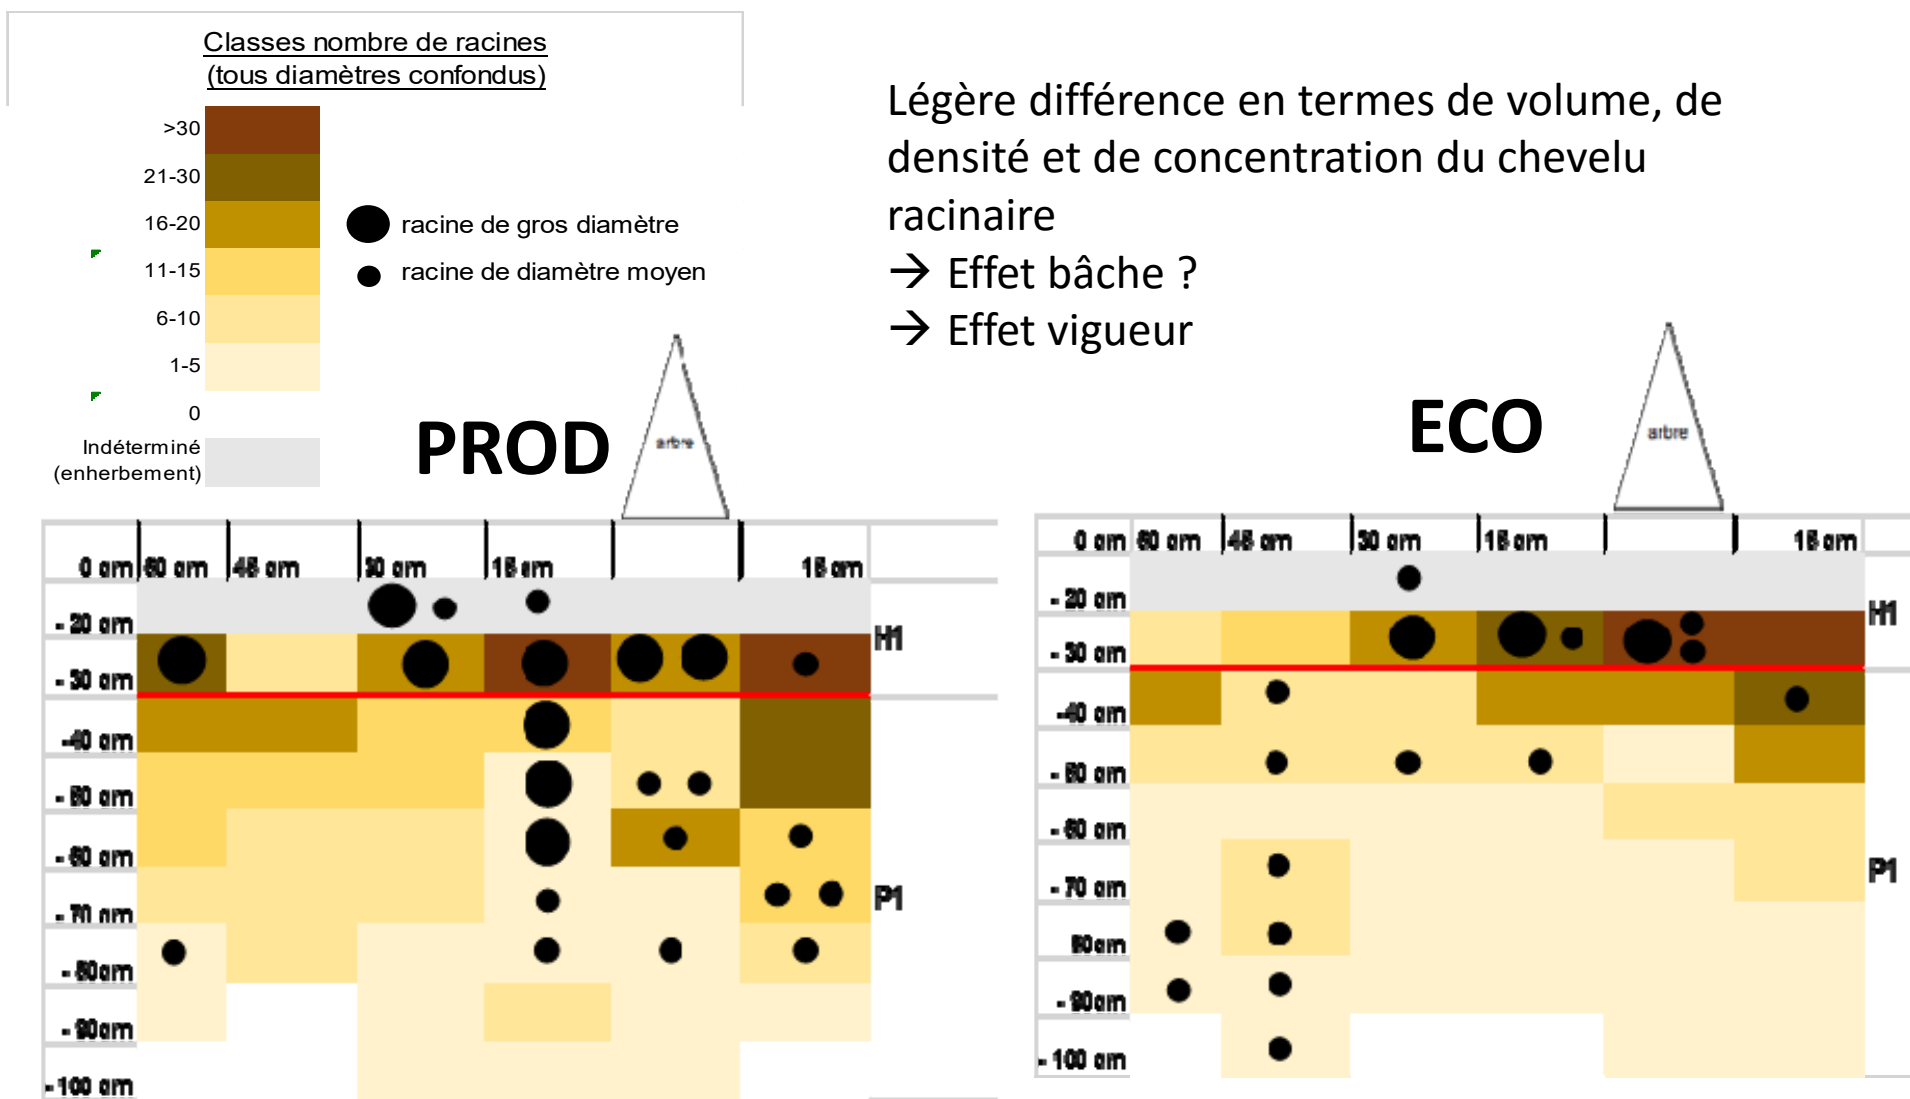 Classes nombre de racines
(tous diamètres confondus)
>30
21-30
16-20
11-15
6-10
1-5
0
Indéterminé
(enherbement)
racine de gros diamètre
racine de diamètre moyen
Légère différence en termes de volume, de
densité et de concentration du chevelu
racinaire
→ Effet bâche ?
→ Effet vigueur
PROD
arbre
0 cm 60 cm 45 cm 30 cm 15 cm 15 cm
- 20 cm
- 30 cm
-40 cm
- 50 cm
- 60 cm
- 70 cm
- 80cm
- 90cm
- 100 cm
H1
P1
ECO
arbre
0 cm 60 cm 45 cm 30 cm 15 cm 15 cm
- 20 cm
- 30 cm
-40 cm
- 50 cm
- 60 cm
- 70 cm
80cm
- 90cm
- 100 cm
H1
P1